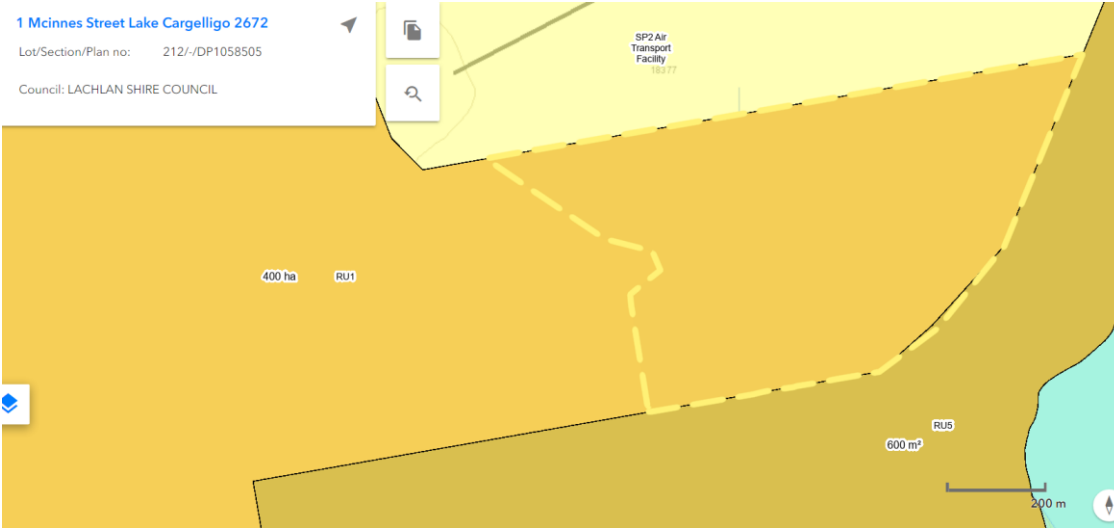 1 Mcinnes Street Lake Cargelligo 2672
Lot/Section/Plan no: 212/-/DP1058505
Council: LACHLAN SHIRE COUNCIL
SP2 Air
Transport
Facility
18377
400 ha RU1
RU5
600 m²
200 m